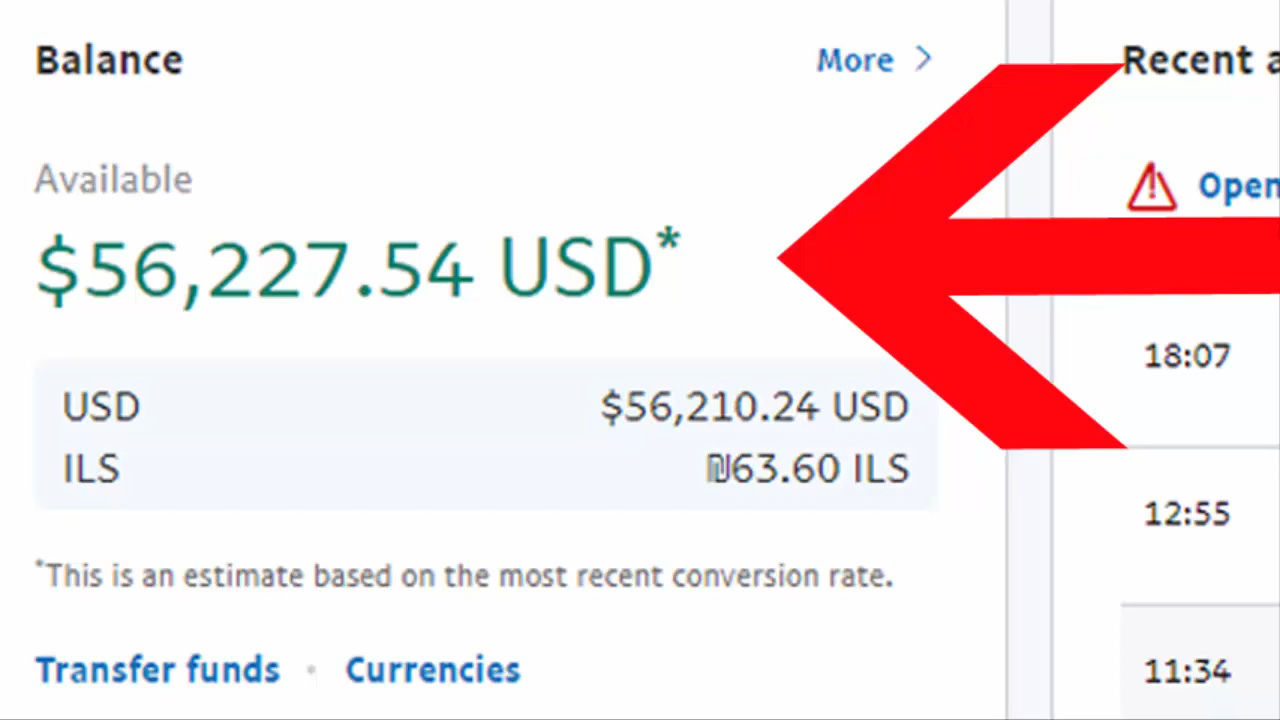 Balance
More >
Available
$56,227.54 USD*
USD $56,210.24 USD
ILS ₪63.60 ILS
*This is an estimate based on the most recent conversion rate.
Transfer funds • Currencies
Recent a
Open
18:07
12:55
11:34